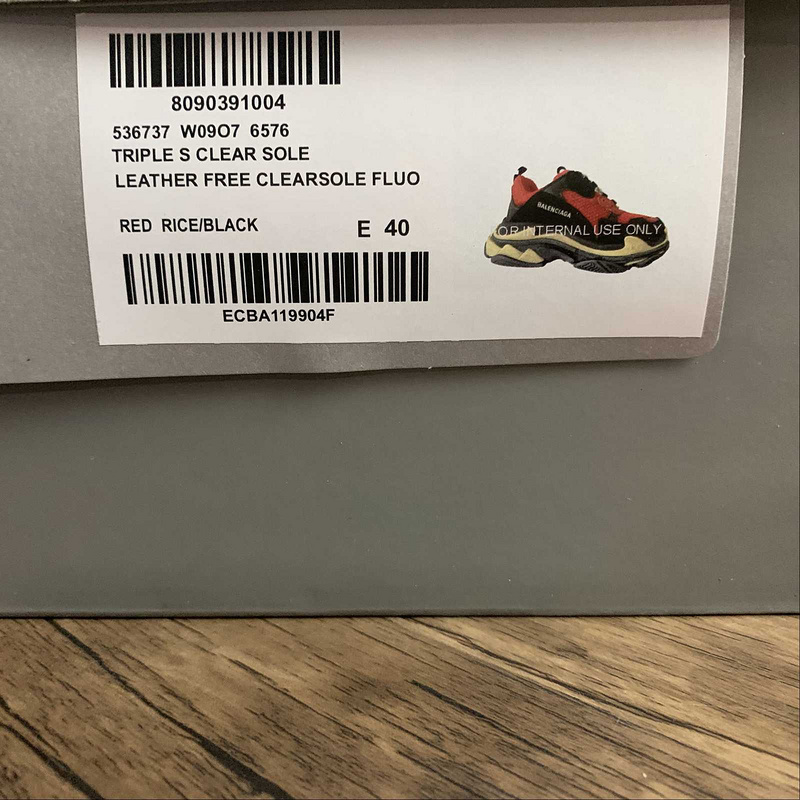 8090391004
536737 W09O7 6576
TRIPLE S CLEAR SOLE
LEATHER FREE CLEARSOLE FLUO
RED RICE/BLACK
E 40
ECBA119904F
BALENCIAGA
OR INTERNAL USE ONLY